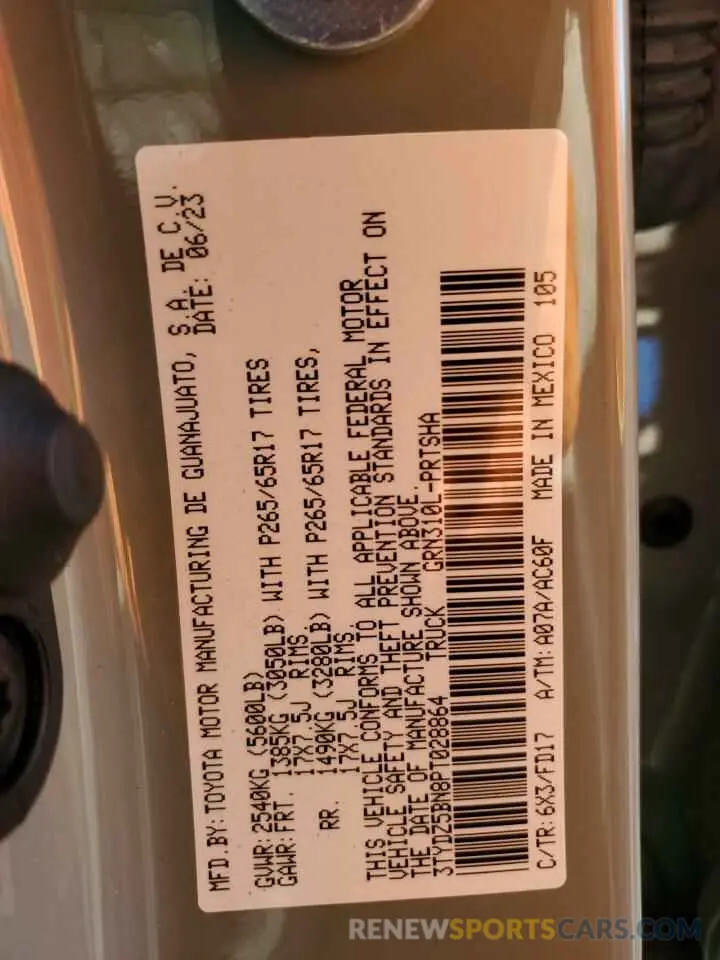 MFD.BY:TOYOTA MOTOR MANUFACTURING DE GUANAJUATO, S.A. DE C.V.
DATE: 06/23
GVWR:2540KG (5600LB)
GAWR:FRT. 1385KG (3050LB) WITH P265/65R17 TIRES
17X7.5J RIMS.
RR. 1490KG (3280LB) WITH P265/65R17 TIRES,
17X7.5J RIMS.
THIS VEHICLE CONFORMS TO ALL APPLICABLE FEDERAL MOTOR
VEHICLE SAFETY AND THEFT PREVENTION STANDARDS IN EFFECT ON
THE DATE OF MANUFACTURE SHOWN ABOVE.
3TYDZ5BN8PT028864 TRUCK GRN310L-PRTSHA
C/TR:6X3/FD17 A/TM:A07A/AC60F MADE IN MEXICO 105
RENEWSPORTSCARS.COM